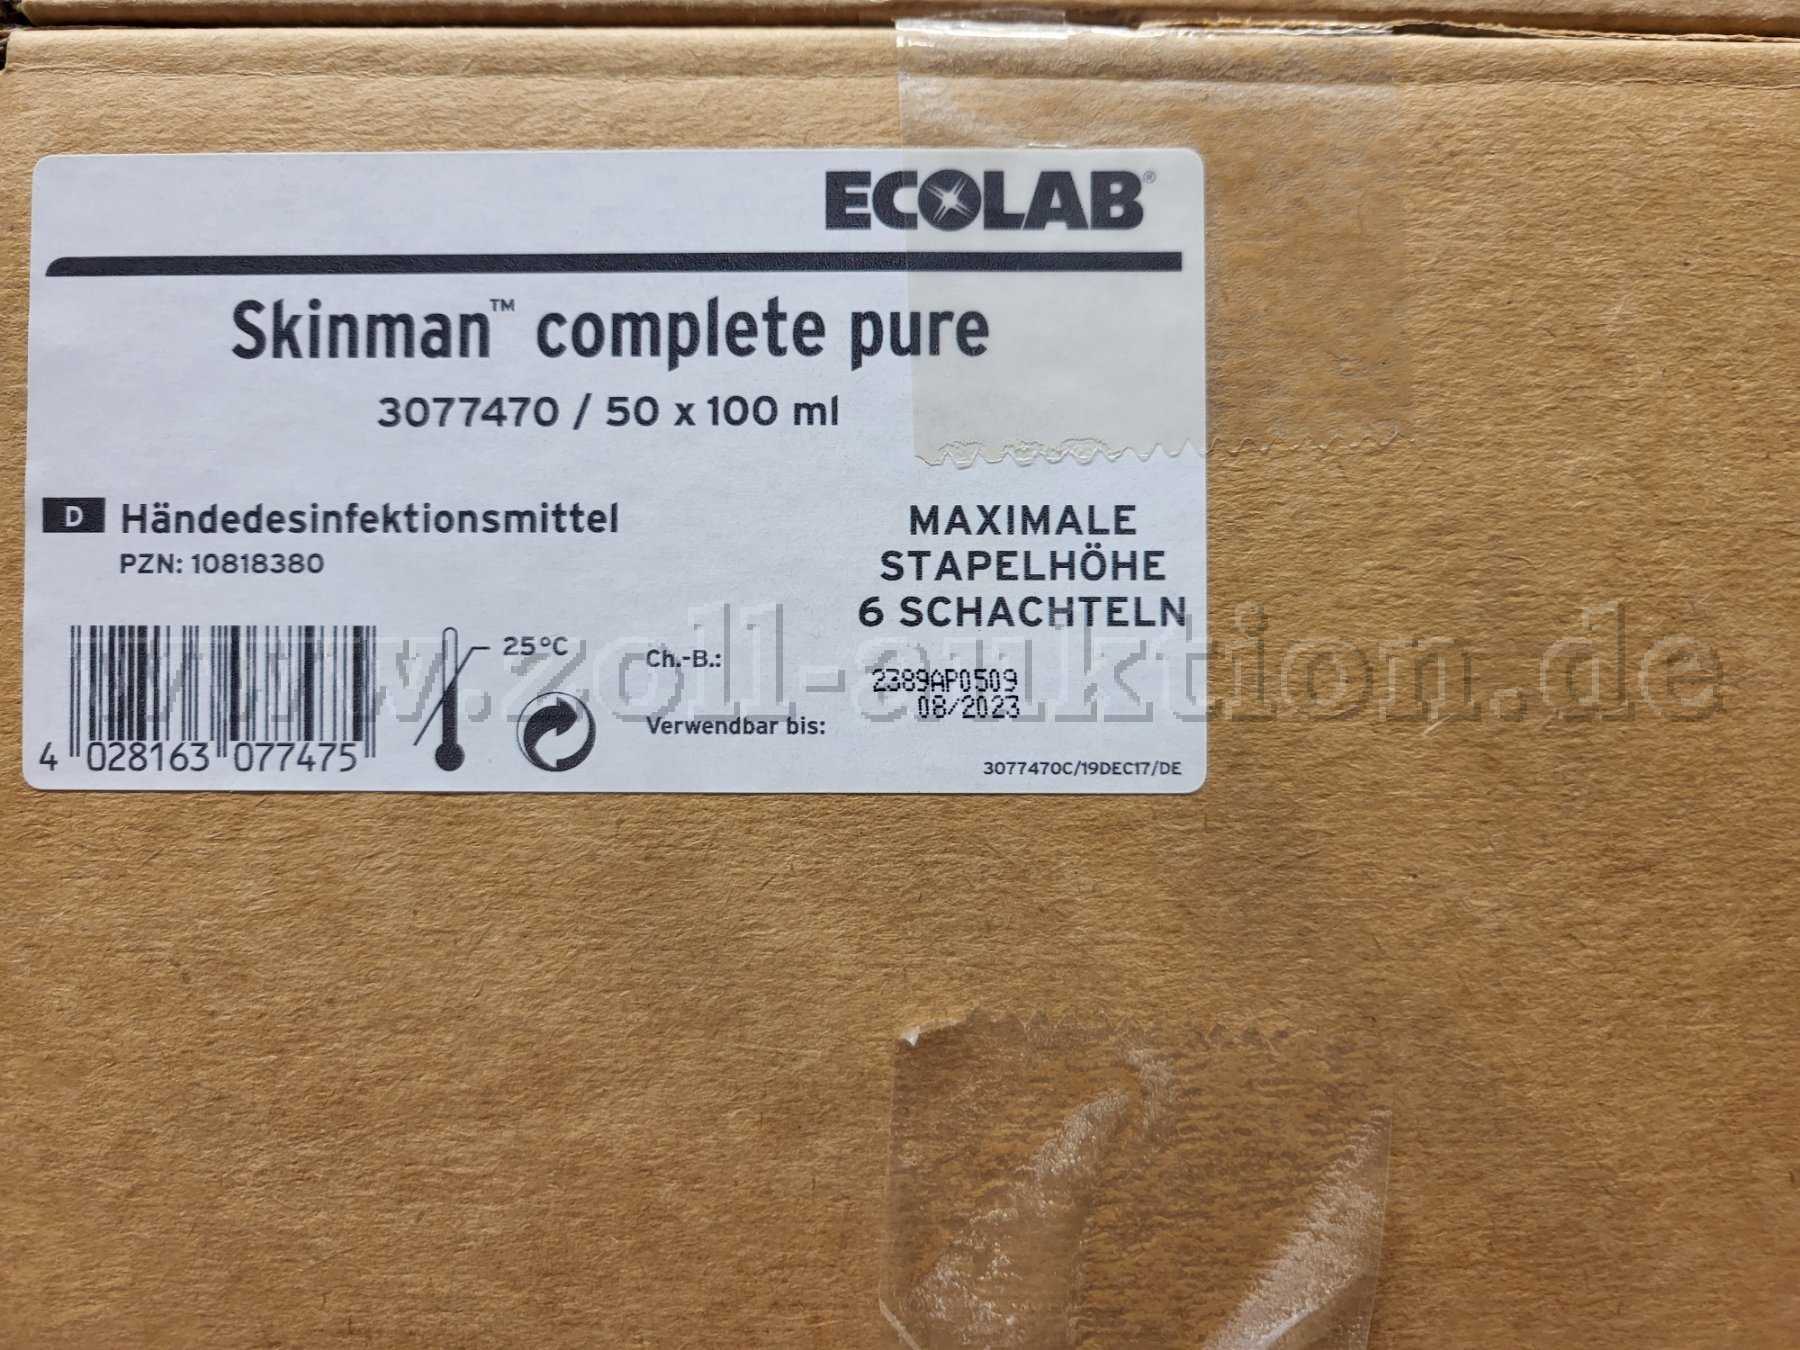 ECOLAB®
Skinman™ complete pure
3077470 / 50 x 100 ml
D Händedesinfektionsmittel
PZN: 10818380
MAXIMALE
STAPELHÖHE
6 SCHACHTELN
25°C
Ch.-B.: 2389AP0509
Verwendbar bis: 08/2023
4 028163 077475
3077470C/19DEC17/DE
www.zoll-auktion.de